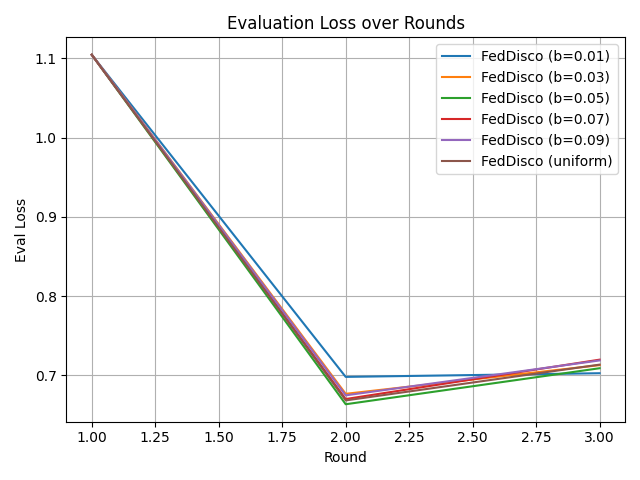 Evaluation Loss over Rounds
FedDisco (b=0.01)
FedDisco (b=0.03)
FedDisco (b=0.05)
FedDisco (b=0.07)
FedDisco (b=0.09)
FedDisco (uniform)
Eval Loss
1.1
1.0
0.9
0.8
0.7
1.00 1.25 1.50 1.75 2.00 2.25 2.50 2.75 3.00
Round